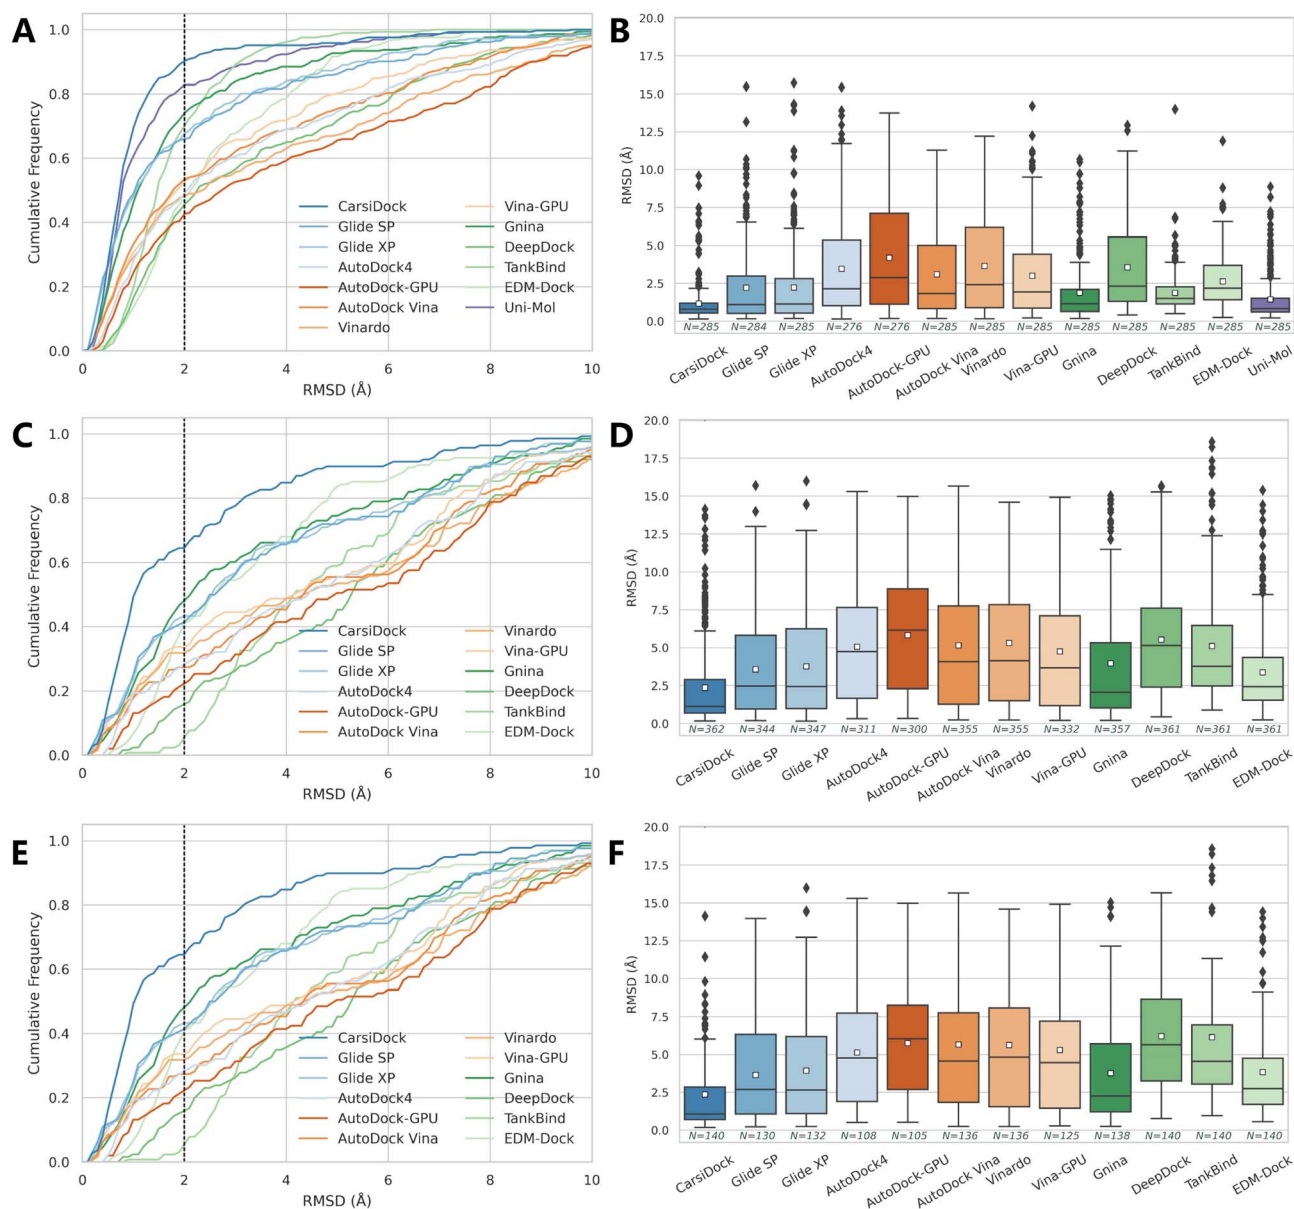 A
1.0
0.8
0.6
0.4
0.2
0.0
Cumulative Frequency
CarsiDock
Glide SP
Glide XP
AutoDock4
AutoDock-GPU
AutoDock Vina
Vinardo
Vina-GPU
Gnina
DeepDock
TankBind
EDM-Dock
Uni-Mol
0 2 4 6 8 10
RMSD (Å)
B
20.0
17.5
15.0
12.5
10.0
7.5
5.0
2.5
0.0
RMSD (Å)
N=285 N=284 N=285 N=276 N=276 N=285 N=285 N=285 N=285 N=285 N=285 N=285 N=285
CarsiDock Glide SP Glide XP AutoDock4 AutoDock-GPU AutoDock Vina Vinardo Vina-GPU Gnina DeepDock TankBind EDM-Dock Uni-Mol
C
1.0
0.8
0.6
0.4
0.2
0.0
Cumulative Frequency
CarsiDock
Glide SP
Glide XP
AutoDock4
AutoDock-GPU
AutoDock Vina
Vinardo
Vina-GPU
Gnina
DeepDock
TankBind
EDM-Dock
0 2 4 6 8 10
RMSD (Å)
D
20.0
17.5
15.0
12.5
10.0
7.5
5.0
2.5
0.0
RMSD (Å)
N=362 N=344 N=347 N=311 N=300 N=355 N=355 N=332 N=357 N=361 N=361 N=361
CarsiDock Glide SP Glide XP AutoDock4 AutoDock-GPU AutoDock Vina Vinardo Vina-GPU Gnina DeepDock TankBind EDM-Dock
E
1.0
0.8
0.6
0.4
0.2
0.0
Cumulative Frequency
CarsiDock
Glide SP
Glide XP
AutoDock4
AutoDock-GPU
AutoDock Vina
Vinardo
Vina-GPU
Gnina
DeepDock
TankBind
EDM-Dock
0 2 4 6 8 10
RMSD (Å)
F
20.0
17.5
15.0
12.5
10.0
7.5
5.0
2.5
0.0
RMSD (Å)
N=140 N=130 N=132 N=108 N=105 N=136 N=136 N=125 N=138 N=140 N=140 N=140
CarsiDock Glide SP Glide XP AutoDock4 AutoDock-GPU AutoDock Vina Vinardo Vina-GPU Gnina DeepDock TankBind EDM-Dock